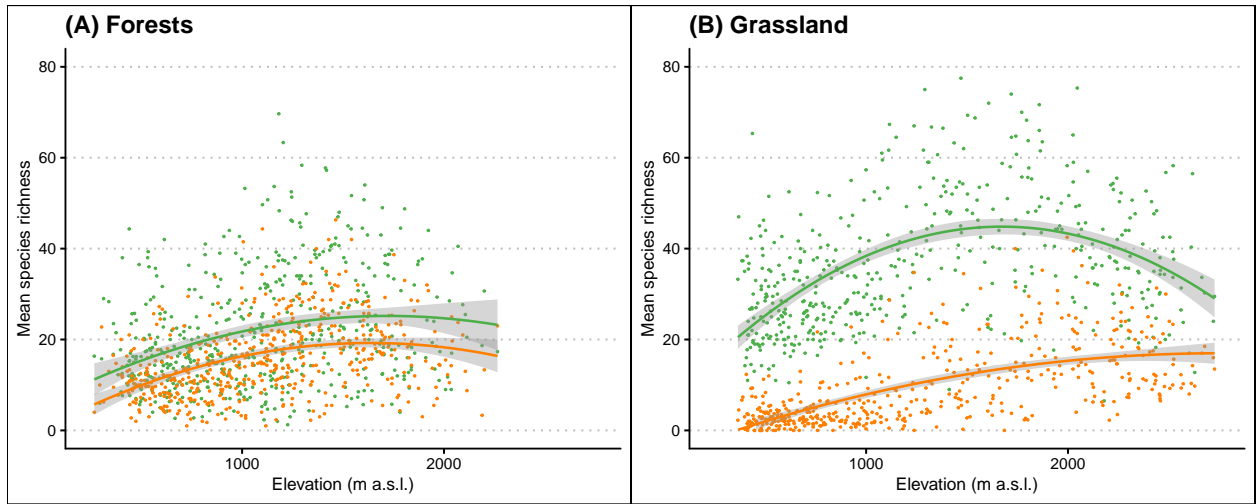 (A) Forests
80
60
40
20
0
Mean species richness
1000
2000
Elevation (m a.s.l.)
(B) Grassland
80
60
40
20
0
Mean species richness
1000
2000
Elevation (m a.s.l.)